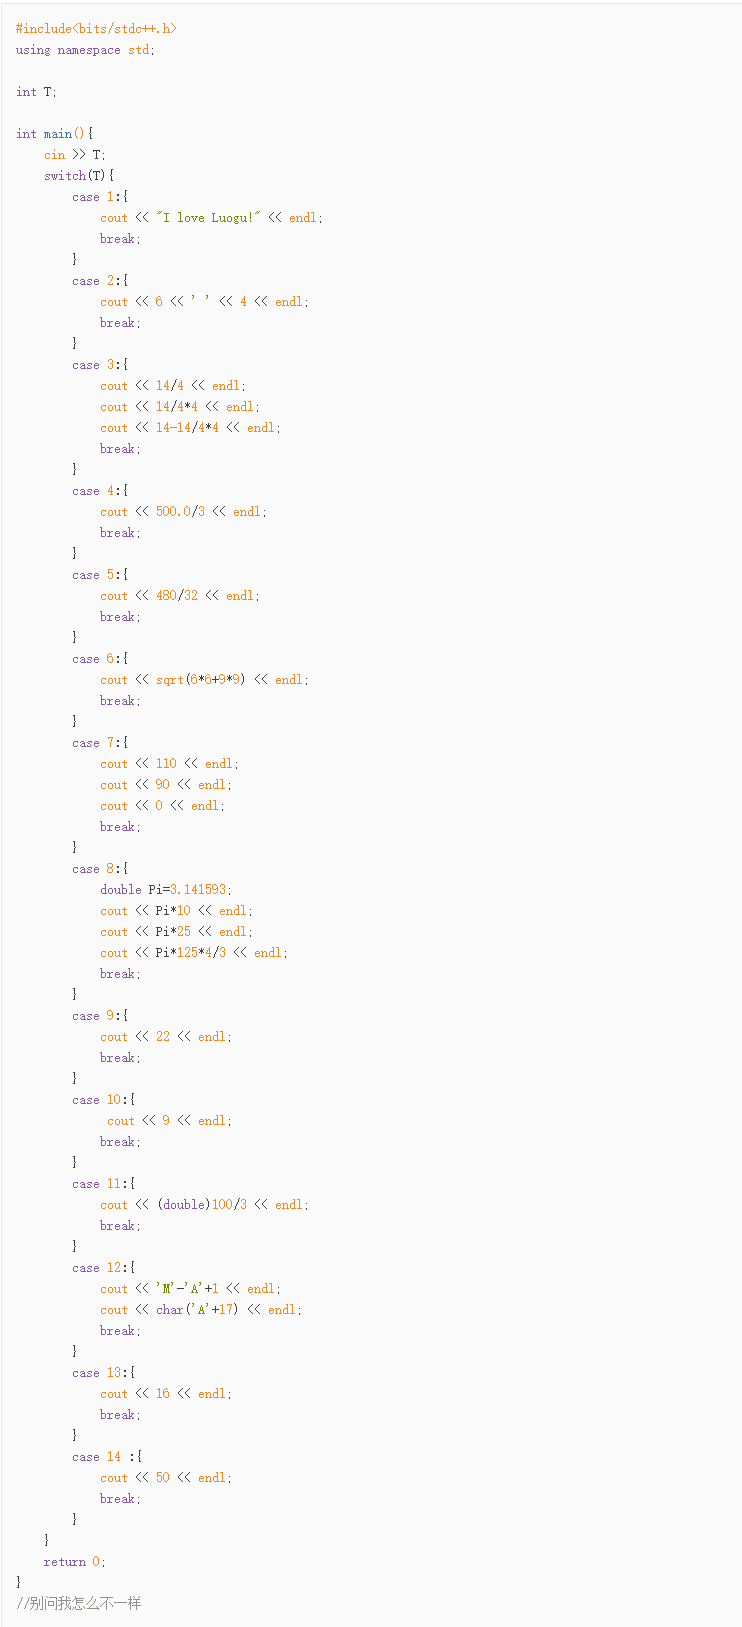 #include<bits/stdc++.h>
using namespace std;

int T;

int main(){
    cin >> T;
    switch(T){
        case 1:{
            cout << "I love Luogu!" << endl;
            break;
        }
        case 2:{
            cout << 6 << ' ' << 4 << endl;
            break;
        }
        case 3:{
            cout << 14/4 << endl;
            cout << 14/4*4 << endl;
            cout << 14-14/4*4 << endl;
            break;
        }
        case 4:{
            cout << 500.0/3 << endl;
            break;
        }
        case 5:{
            cout << 480/32 << endl;
            break;
        }
        case 6:{
            cout << sqrt(6*6+9*9) << endl;
            break;
        }
        case 7:{
            cout << 110 << endl;
            cout << 90 << endl;
            cout << 0 << endl;
            break;
        }
        case 8:{
            double Pi=3.141593;
            cout << Pi*10 << endl;
            cout << Pi*25 << endl;
            cout << Pi*125*4/3 << endl;
            break;
        }
        case 9:{
            cout << 22 << endl;
            break;
        }
        case 10:{
             cout << 9 << endl;
            break;
        }
        case 11:{
            cout << (double)100/3 << endl;
            break;
        }
        case 12:{
            cout << 'M'-'A'+1 << endl;
            cout << char('A'+17) << endl;
            break;
        }
        case 13:{
            cout << 16 << endl;
            break;
        }
        case 14 :{
            cout << 50 << endl;
            break;
        }
    }
    return 0;
}
//别问我怎么不一样